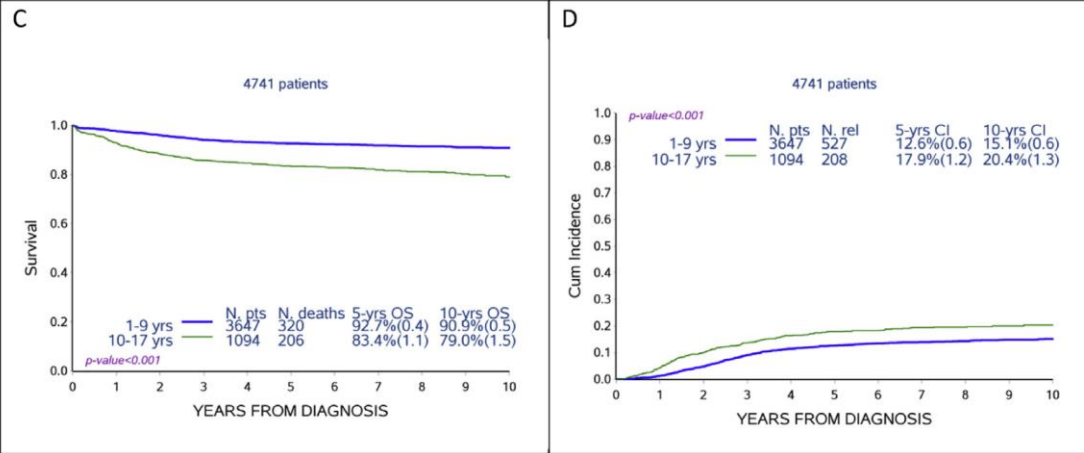 C
4741 patients
1.0
0.8
0.6
0.4
0.2
0.0
Survival
N. pts N. deaths 5-yrs OS 10-yrs OS
1-9 yrs 3647 320 92.7%(0.4) 90.9%(0.5)
10-17 yrs 1094 206 83.4%(1.1) 79.0%(1.5)
p-value<0.001
0 1 2 3 4 5 6 7 8 9 10
YEARS FROM DIAGNOSIS
D
4741 patients
1.0
0.9
0.8
0.7
0.6
0.5
0.4
0.3
0.2
0.1
0.0
Cum Incidence
p-value<0.001
N. pts N. rel 5-yrs CI 10-yrs CI
1-9 yrs 3647 527 12.6%(0.6) 15.1%(0.6)
10-17 yrs 1094 208 17.9%(1.2) 20.4%(1.3)
0 1 2 3 4 5 6 7 8 9 10
YEARS FROM DIAGNOSIS